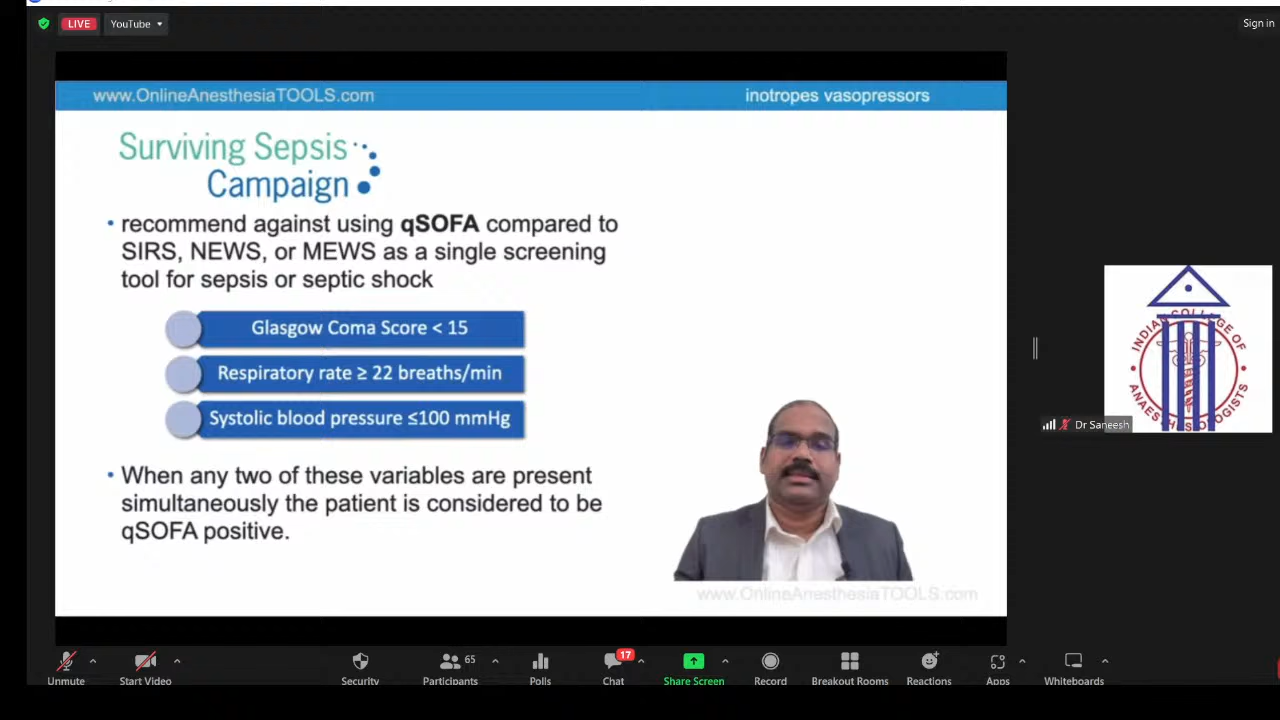 LIVE
YouTube
Sign in
www.OnlineAnesthesiaTOOLS.com
inotropes vasopressors
Surviving Sepsis
Campaign
• recommend against using qSOFA compared to
SIRS, NEWS, or MEWS as a single screening
tool for sepsis or septic shock
Glasgow Coma Score < 15
Respiratory rate ≥ 22 breaths/min
Systolic blood pressure ≤100 mmHg
• When any two of these variables are present
simultaneously the patient is considered to be
qSOFA positive.
www.OnlineAnesthesiaTOOLS.com
INDIAN COLLEGE OF
ANAESTHESIOLOGISTS
Dr Saneesh
65
17
Unmute
Start Video
Security
Participants
Polls
Chat
Share Screen
Record
Breakout Rooms
Reactions
Apps
Whiteboards